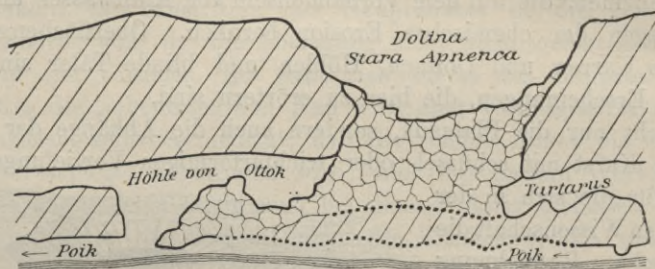 Dolina
Stara Apnenca
Höhle von Ottok
Tartarus
← Poik
Poik ←